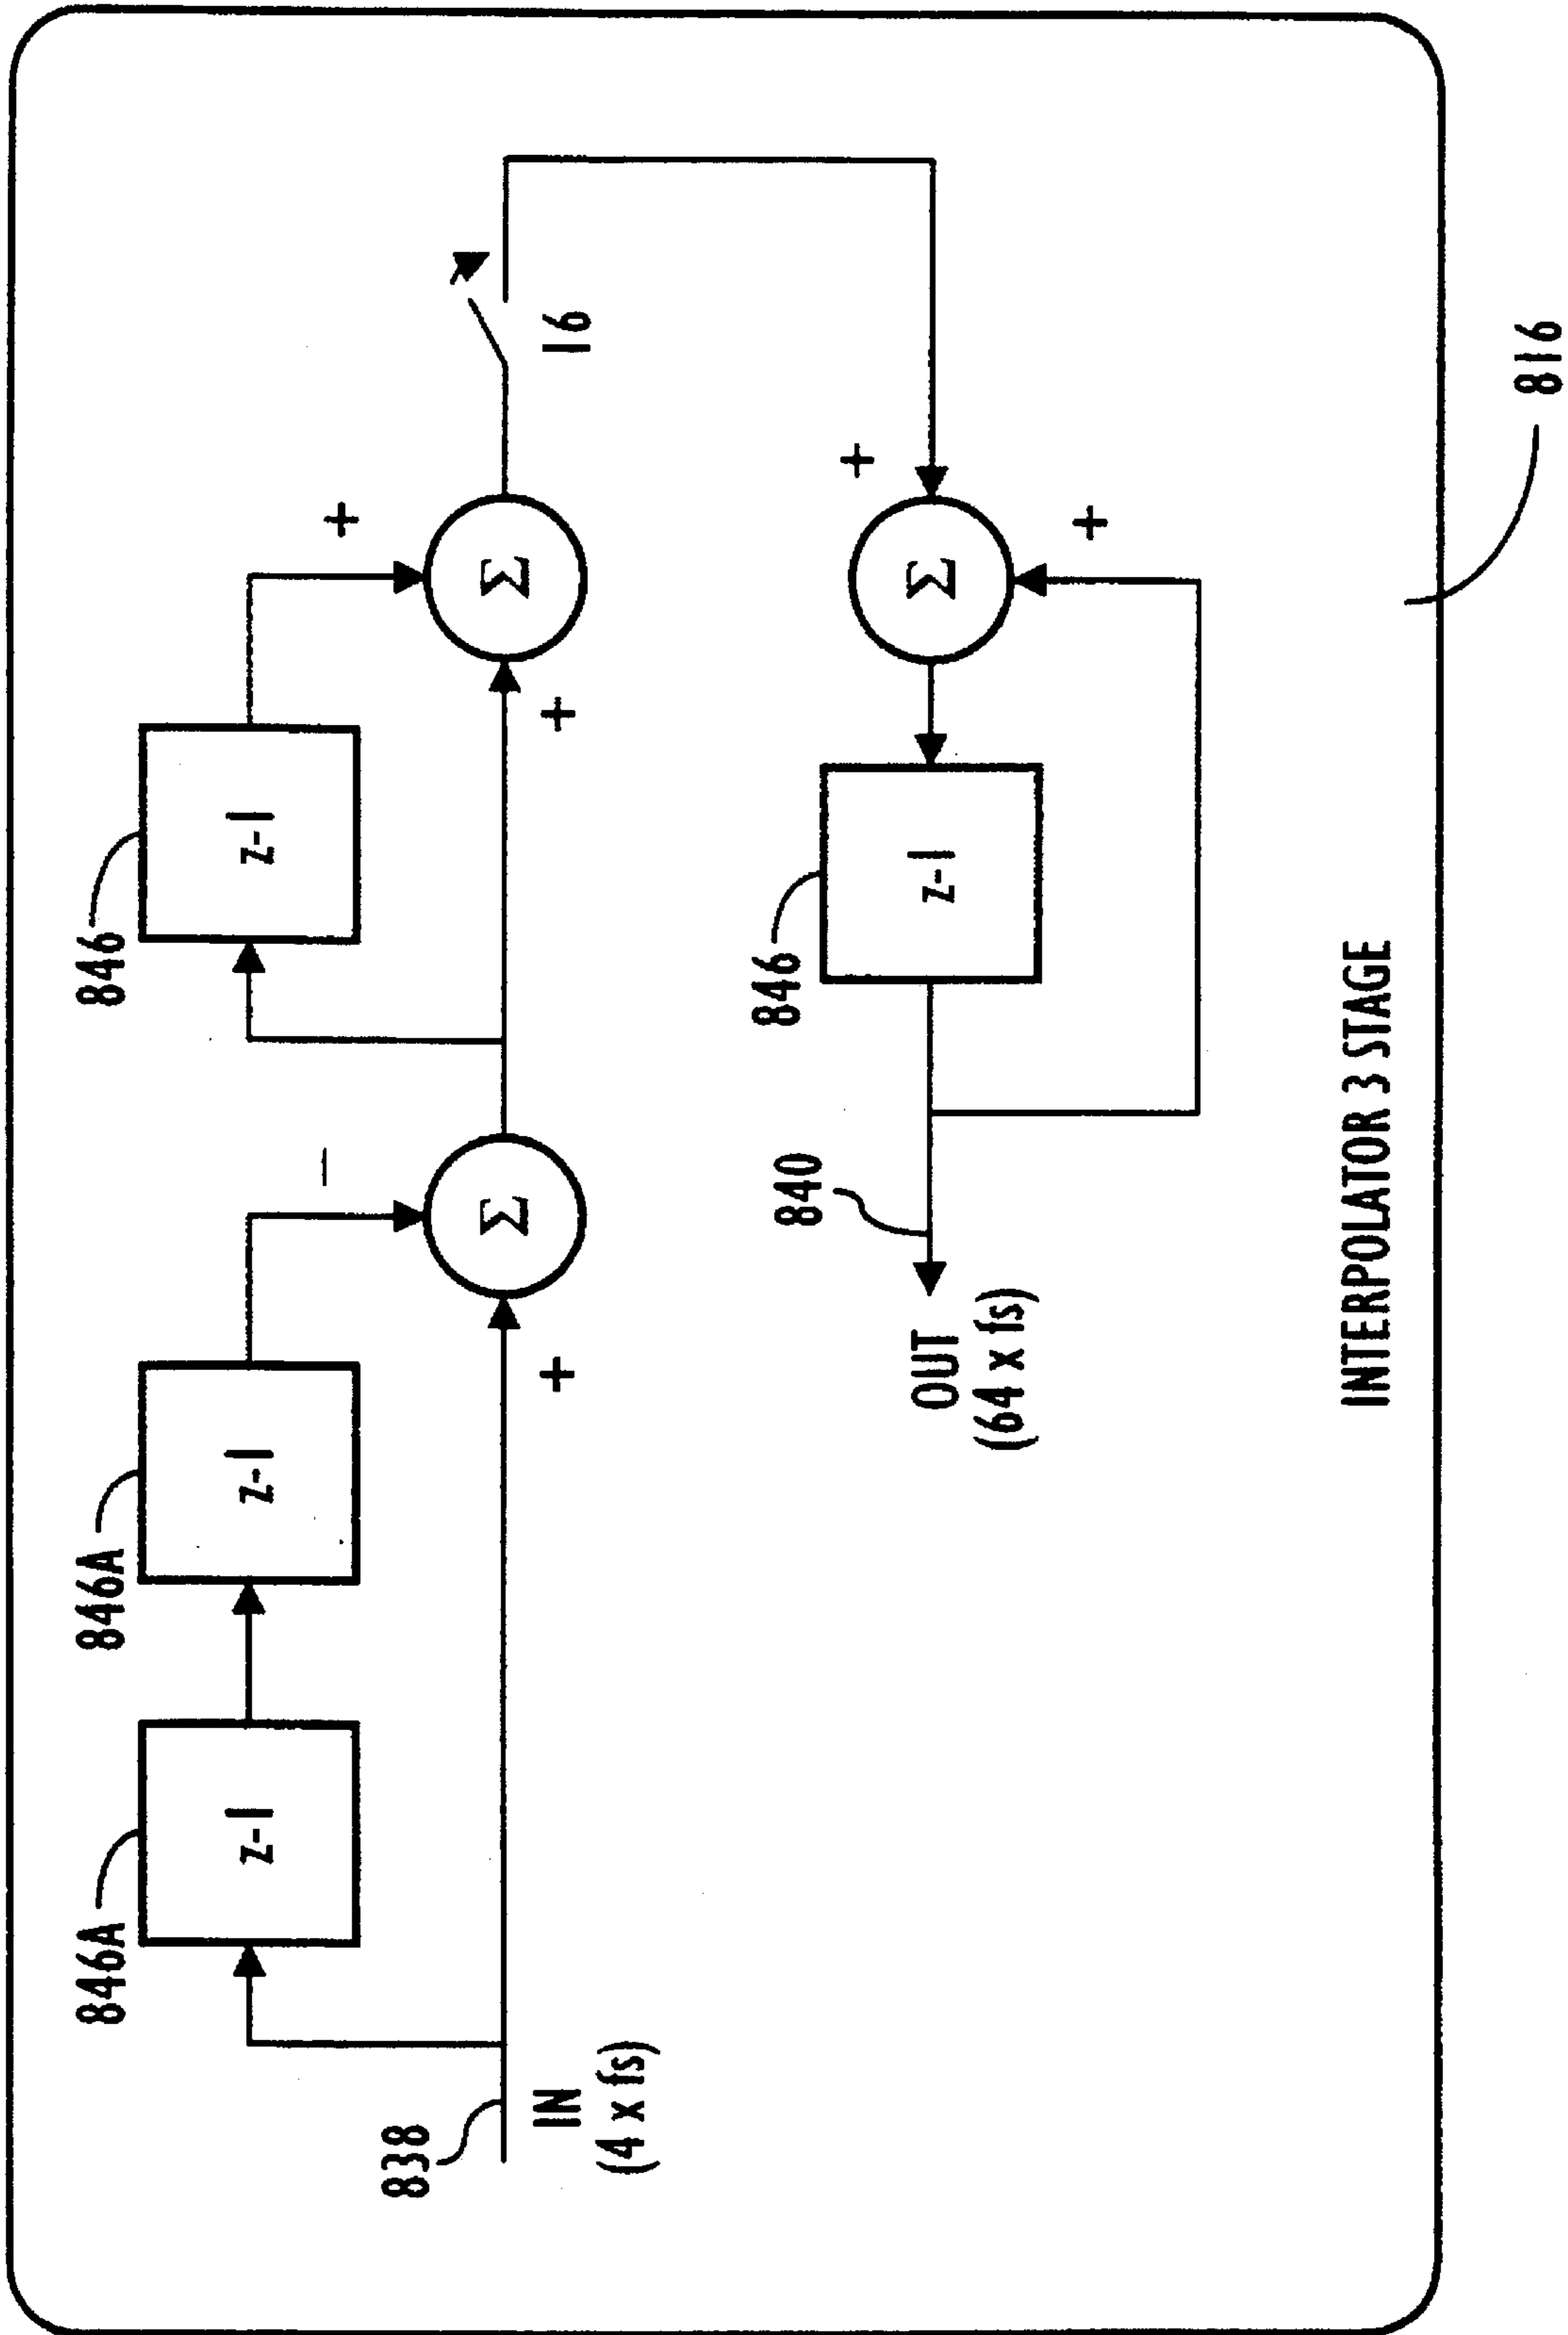 846A
846A
846
z-1
z-1
z-1
−
+
838
Σ
Σ
IN
(4 x fs)
+
+
16
846
840
z-1
Σ
+
OUT
(64 x fs)
+
INTERPOLATOR 3 STAGE
816